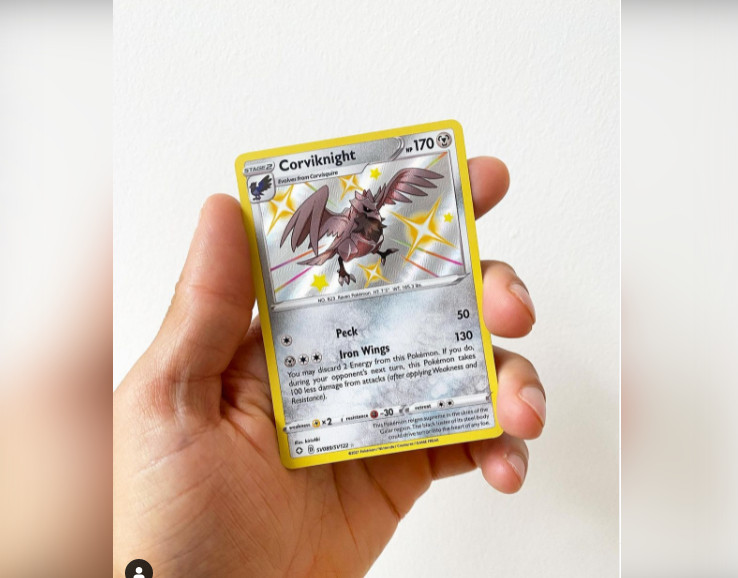 STAGE 2 Corviknight HP 170
Evolves from Corvisquire
NO. 823 Raven Pokémon HT: 7'3" WT: 165.3 lbs.
Peck 50
Iron Wings 130
You may discard 2 Energy from this Pokémon. If you do,
during your opponent's next turn, this Pokémon takes
100 less damage from attacks (after applying Weakness and
Resistance).
weakness ×2 resistance -30 retreat
This Pokémon reigns supreme in the skies of the
Galar region. The black luster of its steel body
could drive terror into the heart of any foe.
Illus. kawayoo
SV089/SV122